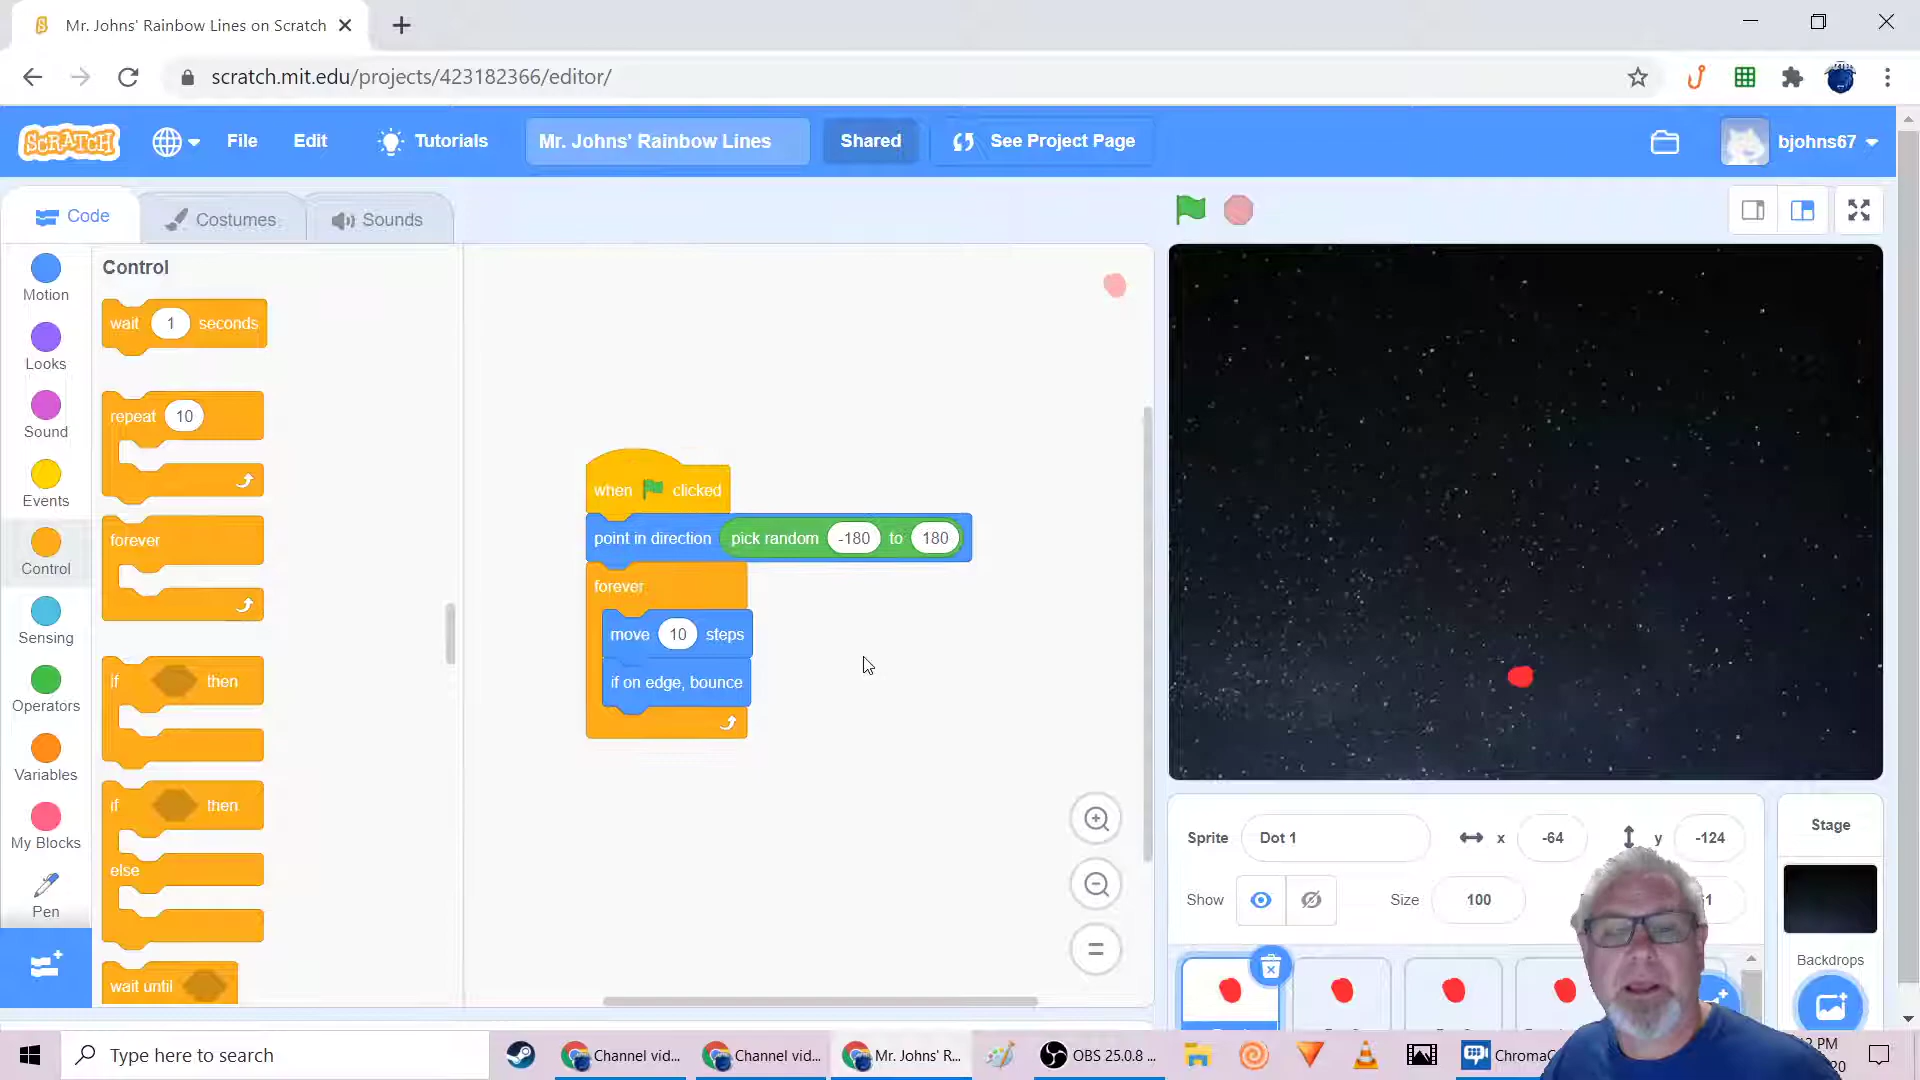 Mr. Johns' Rainbow Lines on Scratch
scratch.mit.edu/projects/423182366/editor/
SCRATCH
File
Edit
Tutorials
Mr. Johns' Rainbow Lines
Shared
See Project Page
bjohns67
Code
Costumes
Sounds
Motion
Looks
Sound
Events
Control
Sensing
Operators
Variables
My Blocks
Pen
Control
wait 1 seconds
repeat 10
forever
if then
if then
else
wait until
when clicked
point in direction pick random -180 to 180
forever
move 10 steps
if on edge, bounce
Sprite Dot 1 x -64 y -124
Show Size 100
Stage
Backdrops
Type here to search
Channel vid...
Channel vid...
Mr. Johns' R...
OBS 25.0.8 ...
PM